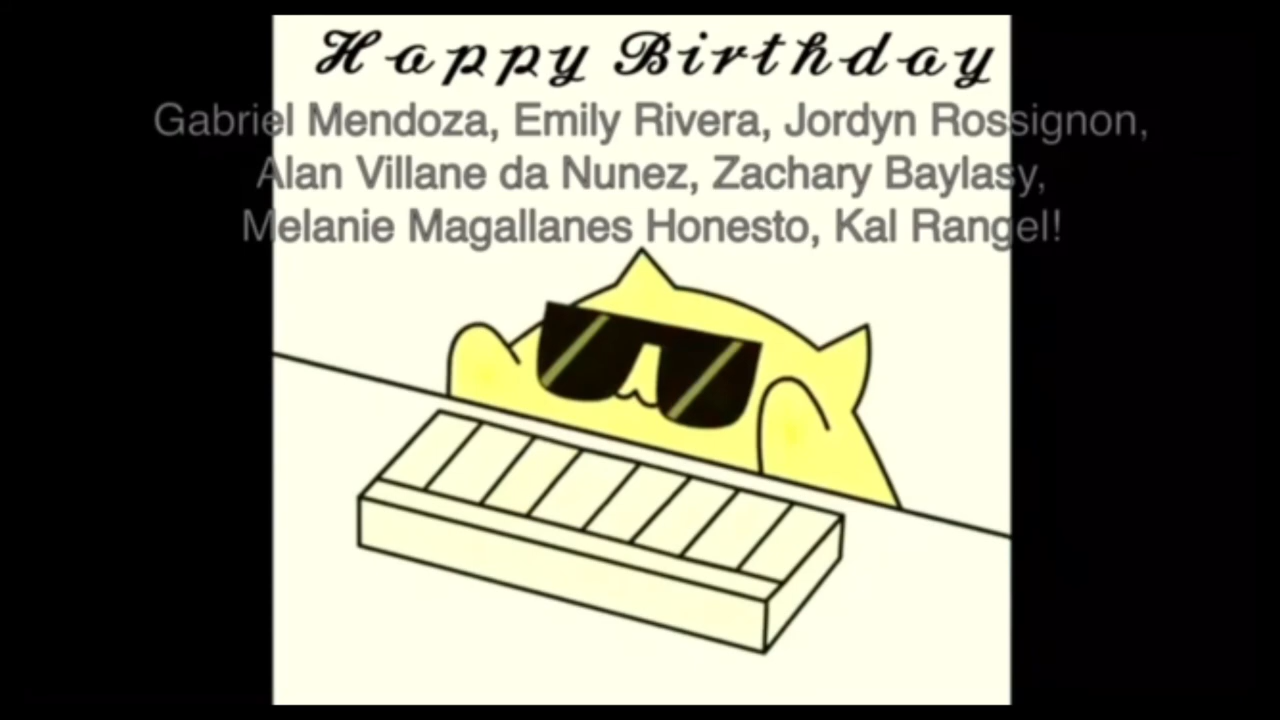 Happy Birthday
Gabriel Mendoza, Emily Rivera, Jordyn Rossignon,
Alan Villane da Nunez, Zachary Baylasy,
Melanie Magallanes Honesto, Kal Rangel!